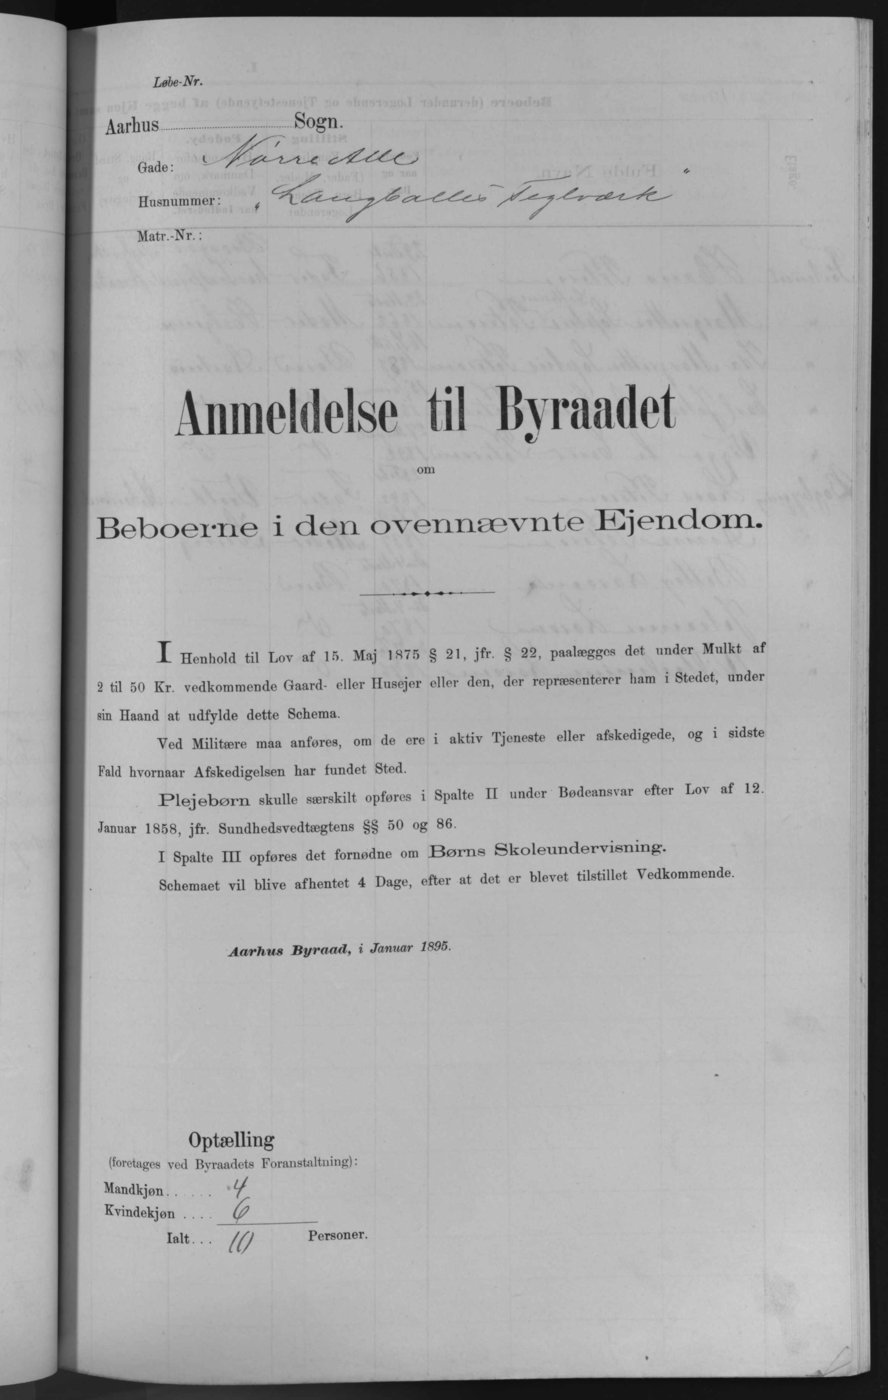 Løbe-Nr.
Aarhus Sogn.
Gade: Nørre Alle
Husnummer: "Langballes Teglværk"
Matr.-Nr.:
Anmeldelse til Byraadet
om
Beboerne i den ovennævnte Ejendom.
I Henhold til Lov af 15. Maj 1875 § 21, jfr. § 22, paalægges det under Mulkt af
2 til 50 Kr. vedkommende Gaard- eller Husejer eller den, der repræsenterer ham i Stedet, under
sin Haand at udfylde dette Schema.
Ved Militære maa anføres, om de ere i aktiv Tjeneste eller afskedigede, og i sidste
Fald hvornaar Afskedigelsen har fundet Sted.
Plejebørn skulle særskilt opføres i Spalte II under Bødeansvar efter Lov af 12.
Januar 1858, jfr. Sundhedsvedtægtens §§ 50 og 86.
I Spalte III opføres det fornødne om Børns Skoleundervisning.
Schemaet vil blive afhentet 4 Dage, efter at det er blevet tilstillet Vedkommende.
Aarhus Byraad, i Januar 1895.
Optælling
(foretages ved Byraadets Foranstaltning):
Mandkjøn...... 4
Kvindekjøn .... 6
Ialt... 10 Personer.